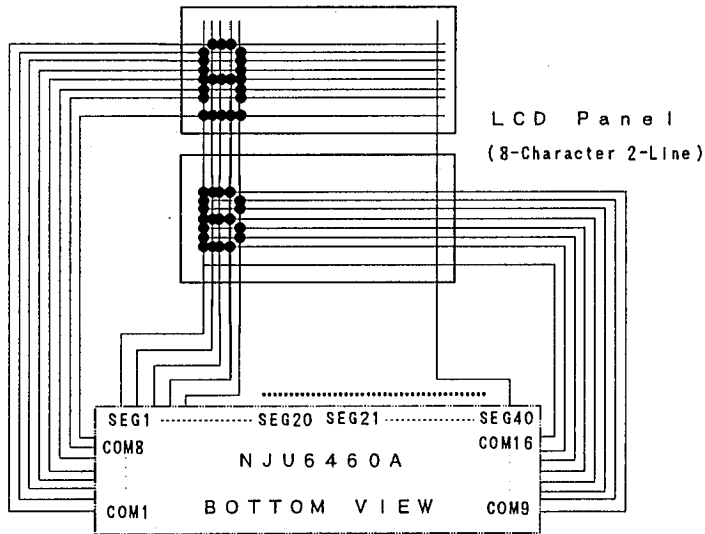 LCD Panel
(8-Character 2-Line)
SEG1 SEG20 SEG21 SEG40
COM8 COM16
NJU6460A
COM1 BOTTOM VIEW COM9